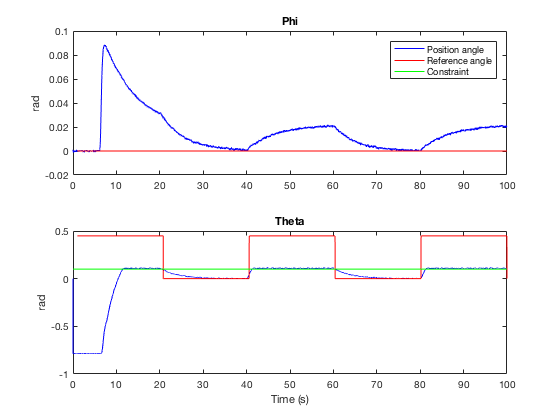 Phi
0.1
0.08
0.06
0.04
0.02
0
-0.02
rad
Position angle
Reference angle
Constraint
0 10 20 30 40 50 60 70 80 90 100
Theta
0.5
0
-0.5
-1
rad
0 10 20 30 40 50 60 70 80 90 100
Time (s)